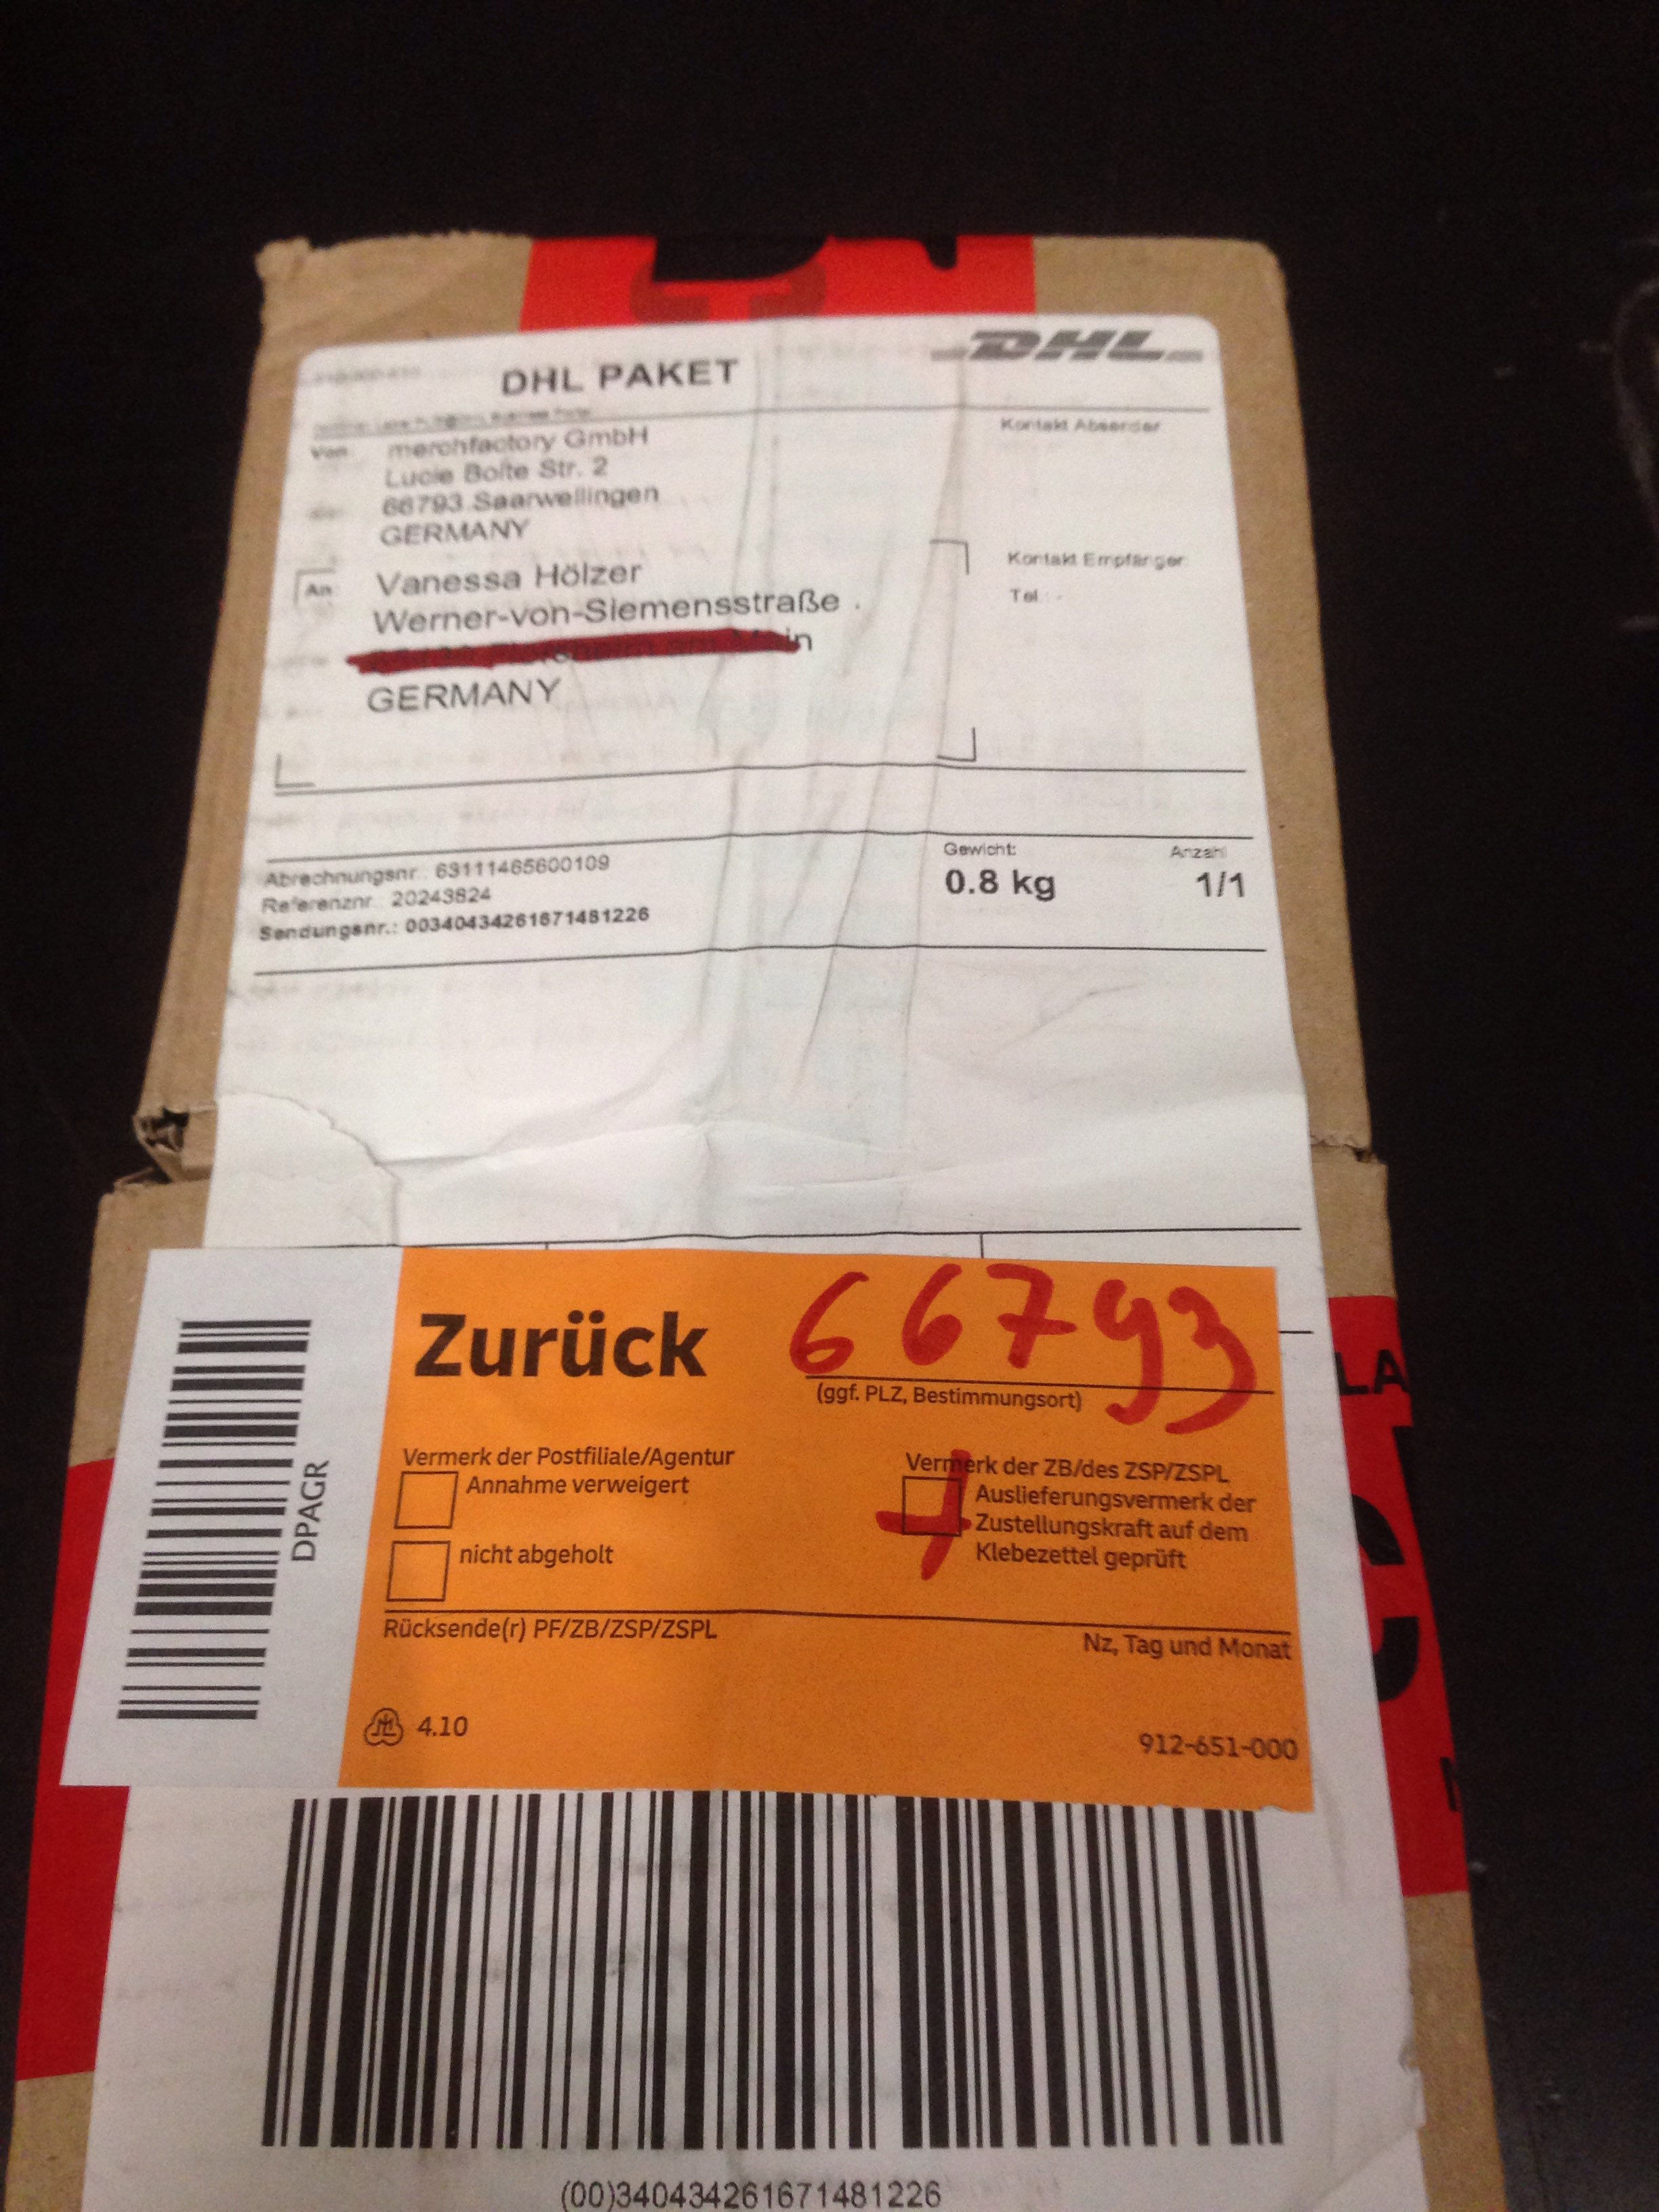 DHL PAKET
DHL
Von: merchfactory GmbH
Lucie Bolte Str. 2
66793 Saarwellingen
GERMANY
Kontakt Absender
An: Vanessa Hölzer
Werner-von-Siemensstraße
am Main
GERMANY
Kontakt Empfänger:
Tel.: -
Abrechnungsnr.: 63111465600109
Referenznr.: 20243824
Sendungsnr.: 00340434261671481226
Gewicht:
0.8 kg
Anzahl
1/1
DPAGR
Zurück
66793
(ggf. PLZ, Bestimmungsort)
Vermerk der Postfiliale/Agentur
Annahme verweigert
nicht abgeholt
Vermerk der ZB/des ZSP/ZSPL
Auslieferungsvermerk der
Zustellungskraft auf dem
Klebezettel geprüft
Rücksende(r) PF/ZB/ZSP/ZSPL
Nz, Tag und Monat
4.10
912-651-000
LA
(00)340434261671481226